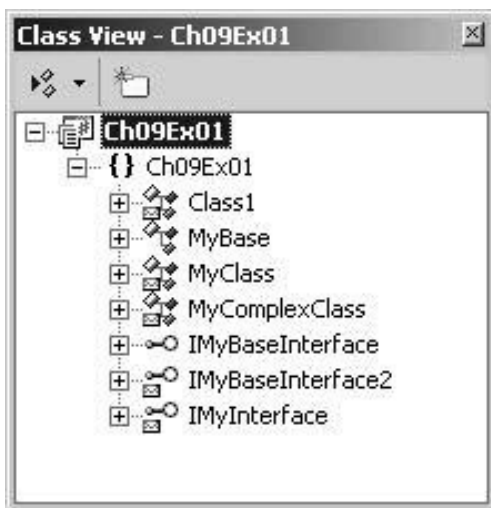 Class View - Ch09Ex01
Ch09Ex01
{} Ch09Ex01
Class1
MyBase
MyClass
MyComplexClass
IMyBaseInterface
IMyBaseInterface2
IMyInterface